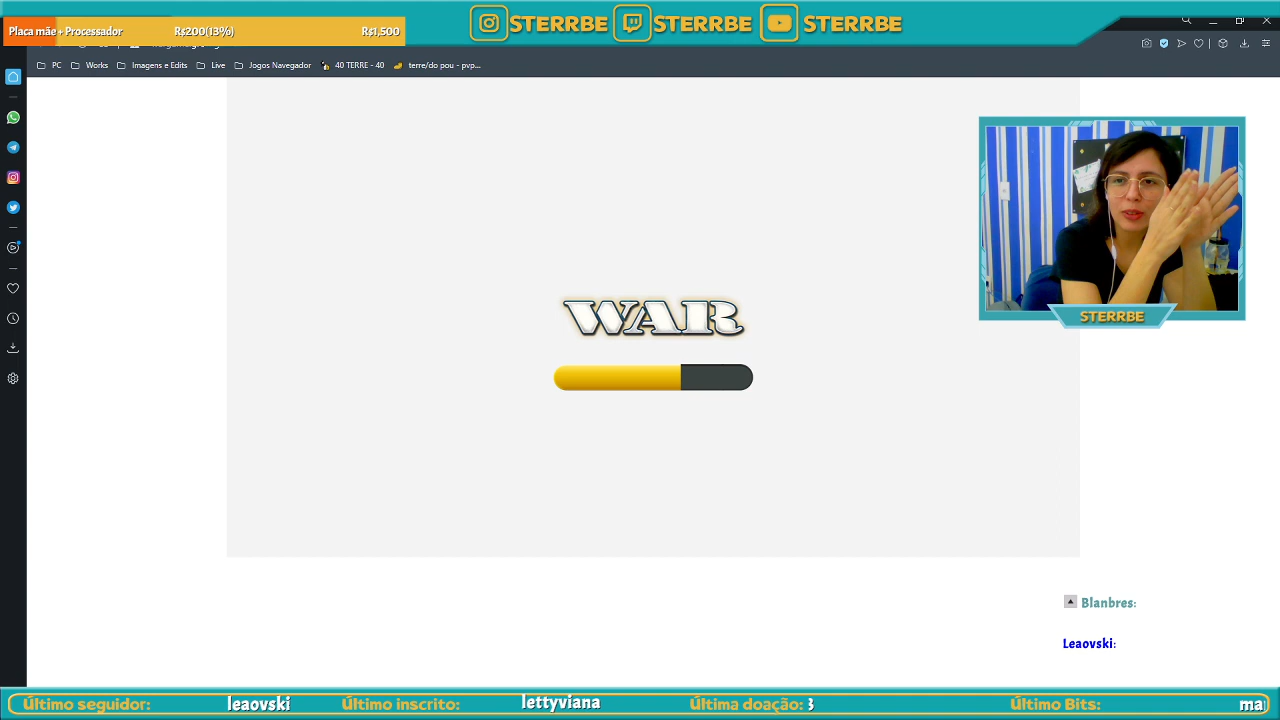 Placa mãe + Processador R$200(13%) R$1,500
STERRBE STERRBE STERRBE
PC Works Imagens e Edits Live Jogos Navegador 40 TERRE - 40 terre/do pou - pvp...
STERRBE
WAR
Blanbres:
Leaovski:
Último seguidor: leaovski Último inscrito: lettyviana Última doação: Último Bits: